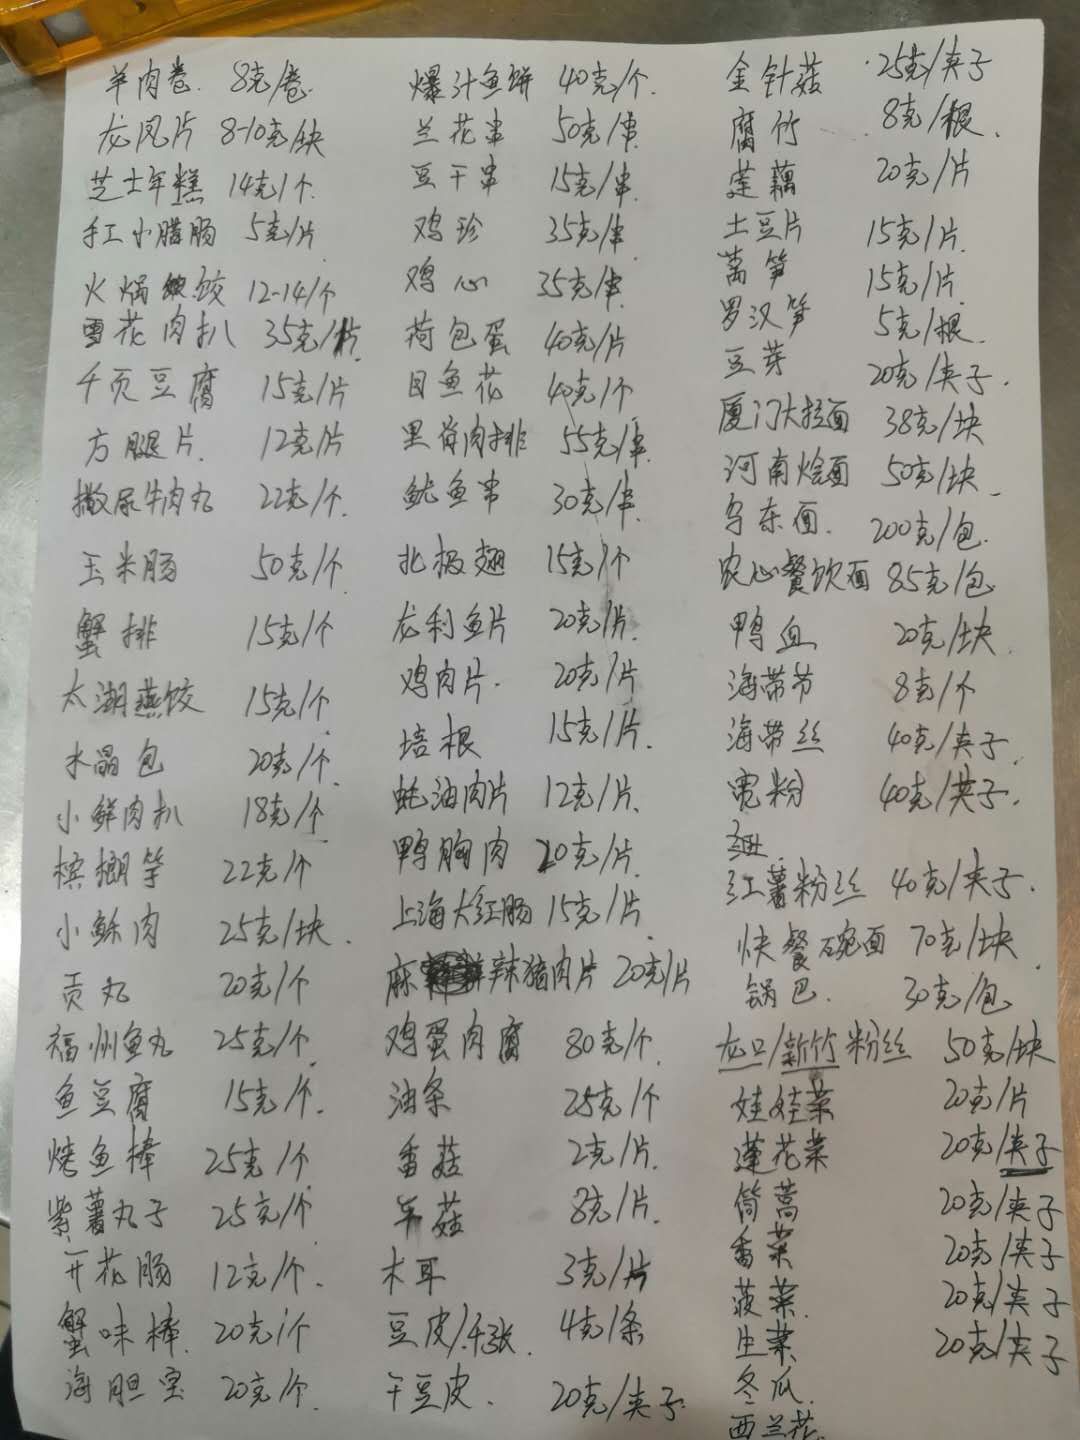 羊肉卷 8克/卷
龙凤片 8-10克/块
芝士年糕 14克/个
手工小腊肠 5克/片
火焗燃饺 12-14/个
雪花肉扒 35克/片
千页豆腐 15克/片
方腿片 12克/片
撒尿牛肉丸 22克/个
玉米肠 50克/个
蟹排 15克/个
太湖燕饺 15克/个
水晶包 20克/个
小鲜肉扒 18克/个
槟榔芋 22克/个
小酥肉 25克/块
贡丸 20克/个
福州鱼丸 25克/个
鱼豆腐 15克/个
烤鱼棒 25克/个
紫薯丸子 25克/个
开花肠 12克/个
蟹味棒 20克/个
海胆宝 20克/个
爆汁鱼饼 40克/个
兰花串 50克/串
豆干串 15克/串
鸡珍 35克/串
鸡心 35克/串
荷包蛋 40克/片
目鱼花 40克/个
里脊肉排 55克/串
鱿鱼串 30克/串
北极翅 15克/个
龙利鱼片 20克/片
鸡肉片 20克/片
培根 15克/片
蚝油肉片 12克/片
鸭胸肉 20克/片
上海大红肠 15克/片
麻辣猪肉片 20克/片
鸡蛋肉腐 80克/个
油条 25克/个
香菇 2克/片
平菇 8克/片
木耳 3克/片
豆皮/千张 4克/条
干豆皮 20克/夹子
金针菇 25克/夹子
腐竹 8克/根
莲藕 20克/片
土豆片 15克/片
莴笋 15克/片
罗汉笋 5克/根
豆芽 20克/夹子
厦门大拉面 38克/块
河南烩面 50克/块
乌东面 200克/包
农心餐饮面 85克/包
鸭血 20克/块
海带节 8克/个
海带丝 40克/夹子
宽粉 40克/夹子
红薯粉丝 40克/夹子
快餐碗面 70克/块
锅巴 30克/包
龙口/新竹粉丝 50克/块
娃娃菜 20克/片
蓬花菜 20克/夹子
筒蒿 20克/夹子
香菜 20克/夹子
菠菜 20克/夹子
生菜 20克/夹子
冬瓜
西兰花